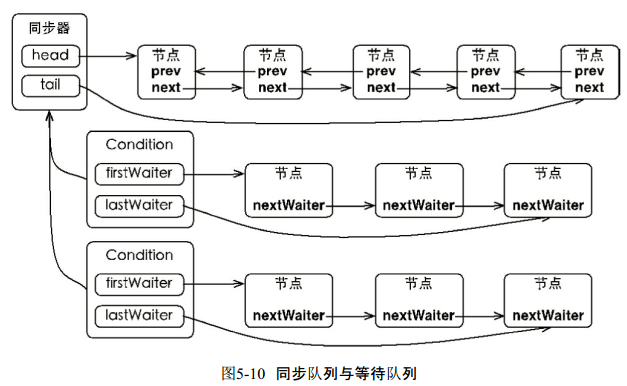 同步器
head
tail
节点 节点 节点 节点 节点
prev prev prev prev prev
next next next next next
Condition
firstWaiter
lastWaiter
节点 节点 节点
nextWaiter nextWaiter nextWaiter
Condition
firstWaiter
lastWaiter
节点 节点 节点
nextWaiter nextWaiter nextWaiter
图5-10 同步队列与等待队列